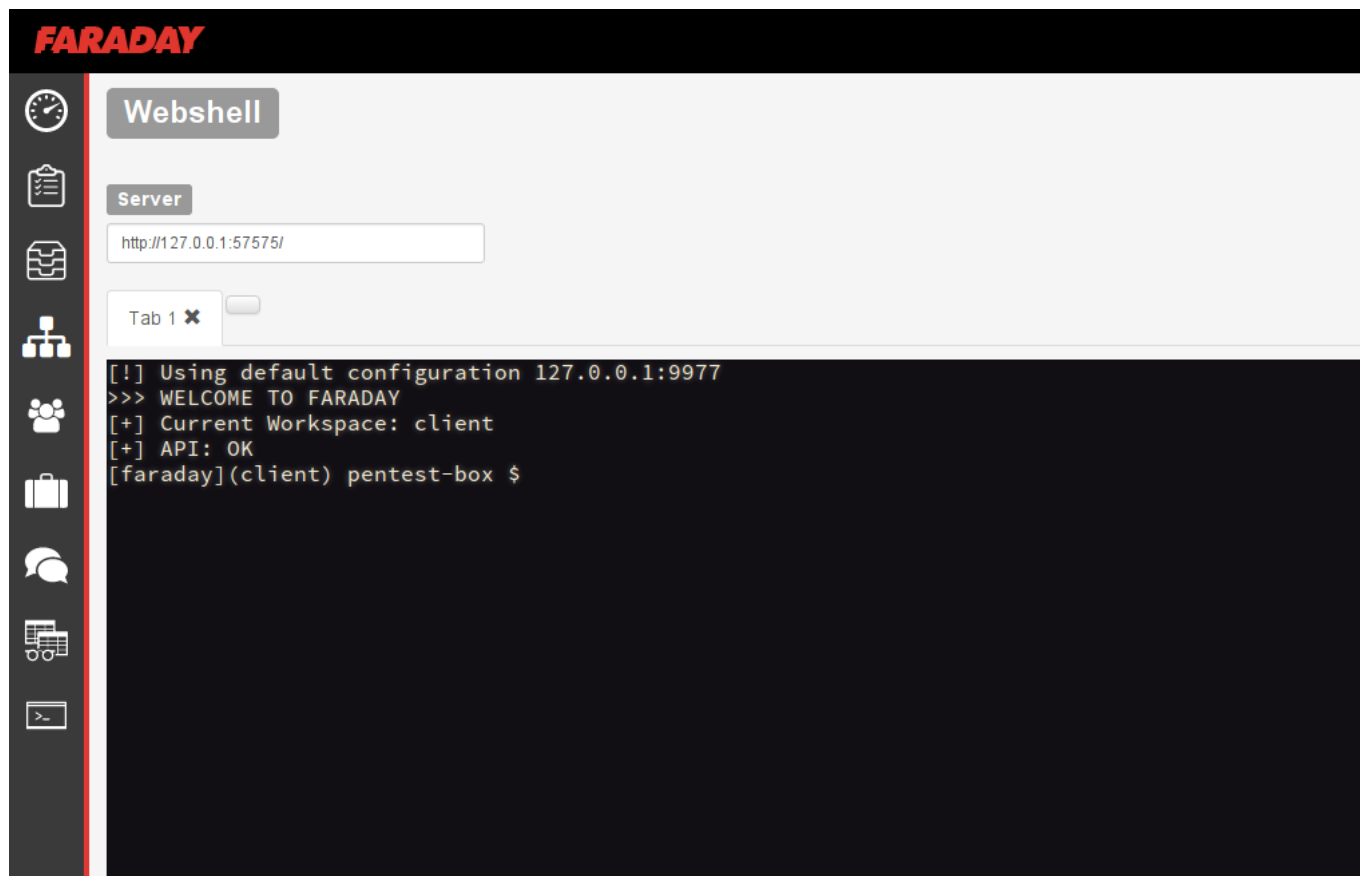 FARADAY
Webshell
Server
http://127.0.0.1:57575/
Tab 1 ✖
[!] Using default configuration 127.0.0.1:9977
>>> WELCOME TO FARADAY
[+] Current Workspace: client
[+] API: OK
[faraday](client) pentest-box $
>_